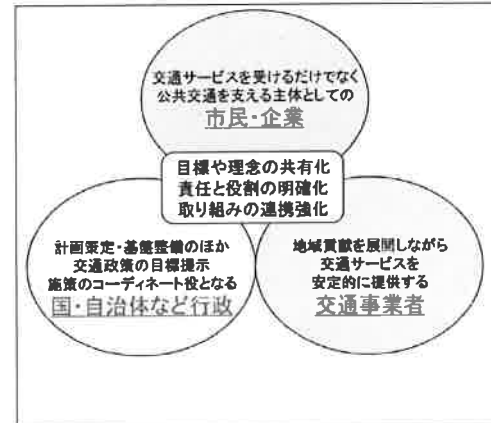 交通サービスを受けるだけでなく
公共交通を支える主体としての
市民・企業
目標や理念の共有化
責任と役割の明確化
取り組みの連携強化
計画策定・基盤整備のほか
交通政策の目標提示
施策のコーディネート役となる
国・自治体など行政
地域貢献を展開しながら
交通サービスを
安定的に提供する
交通事業者